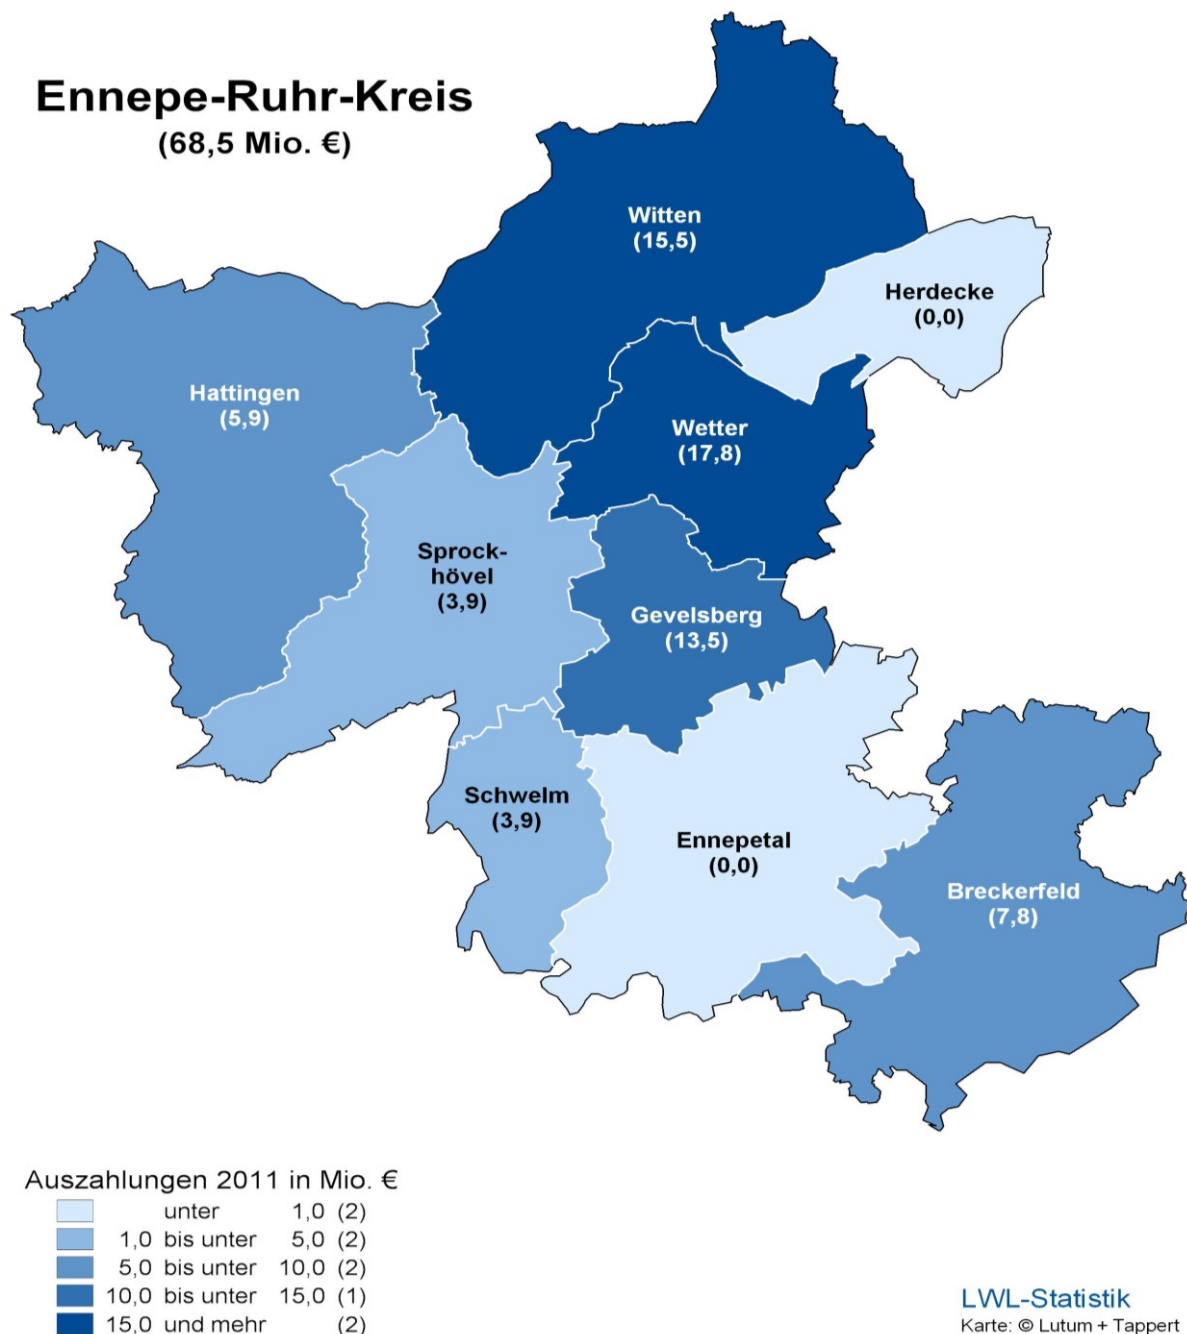 Ennepe-Ruhr-Kreis
(68,5 Mio. €)
Witten
(15,5)
Herdecke
(0,0)
Hattingen
(5,9)
Wetter
(17,8)
Sprock-
hövel
(3,9)
Gevelsberg
(13,5)
Schwelm
(3,9)
Ennepetal
(0,0)
Breckerfeld
(7,8)
Auszahlungen 2011 in Mio. €
unter 1,0 (2)
1,0 bis unter 5,0 (2)
5,0 bis unter 10,0 (2)
10,0 bis unter 15,0 (1)
15,0 und mehr (2)
LWL-Statistik
Karte: © Lutum + Tappert